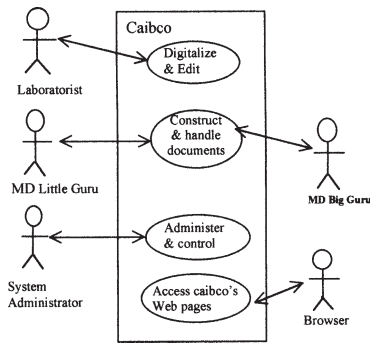 Caibco
Digitalize
& Edit
Laboratorist
Construct
& handle
documents
MD Little Guru
MD Big Guru
Administer
& control
System
Administrator
Access caibco's
Web pages
Browser